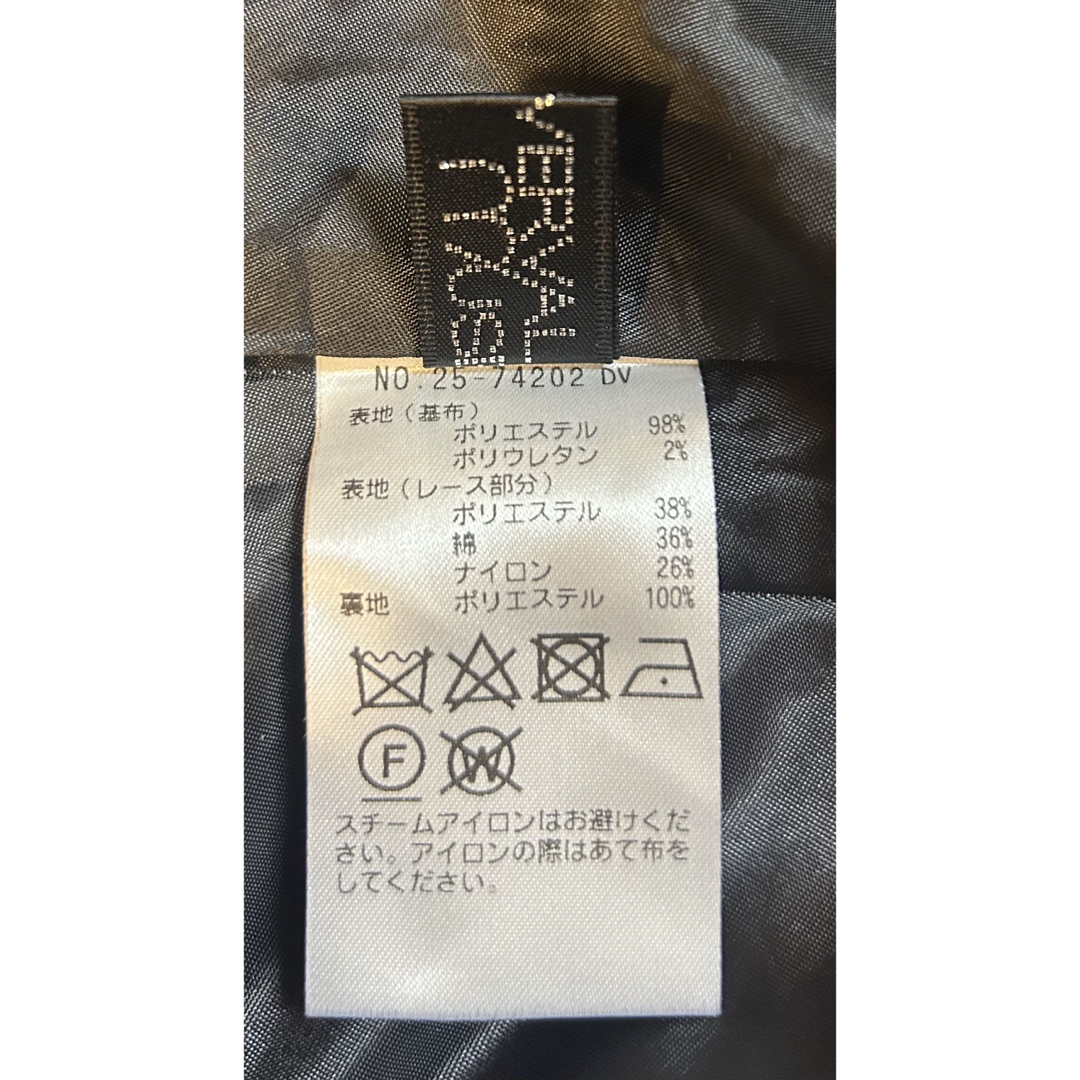 NO.25-74202 DV
表地(基布)
ポリエステル 98%
ポリウレタン 2%
表地(レース部分)
ポリエステル 38%
綿 36%
ナイロン 26%
裏地 ポリエステル 100%
F W
スチームアイロンはお避けくだ
さい。アイロンの際はあて布を
してください。